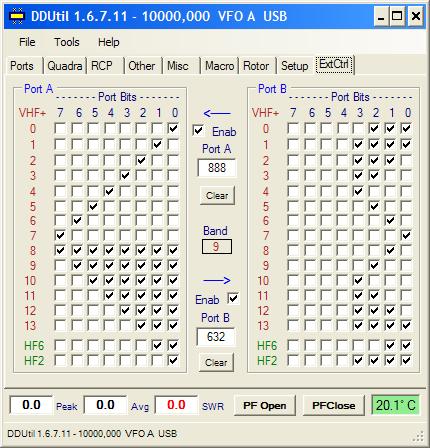 DDUtil 1.6.7.11 - 10000,000 VFO A USB
File Tools Help
Ports Quadra RCP Other Misc Macro Rotor Setup ExtCtrl
Port A
------- Port Bits -------
VHF+ 7 6 5 4 3 2 1 0
0
1
2
3
4
5
6
7
8
9
10
11
12
13
HF6
HF2
<----
Enab
Port A
888
Clear
Band
9
---->
Enab
Port B
632
Clear
Port B
------- Port Bits -------
VHF+ 7 6 5 4 3 2 1 0
0
1
2
3
4
5
6
7
8
9
10
11
12
13
HF6
HF2
0.0 Peak 0.0 Avg 0.0 SWR PF Open PFClose 20.1° C
DDUtil 1.6.7.11 - 10000,000 VFO A USB